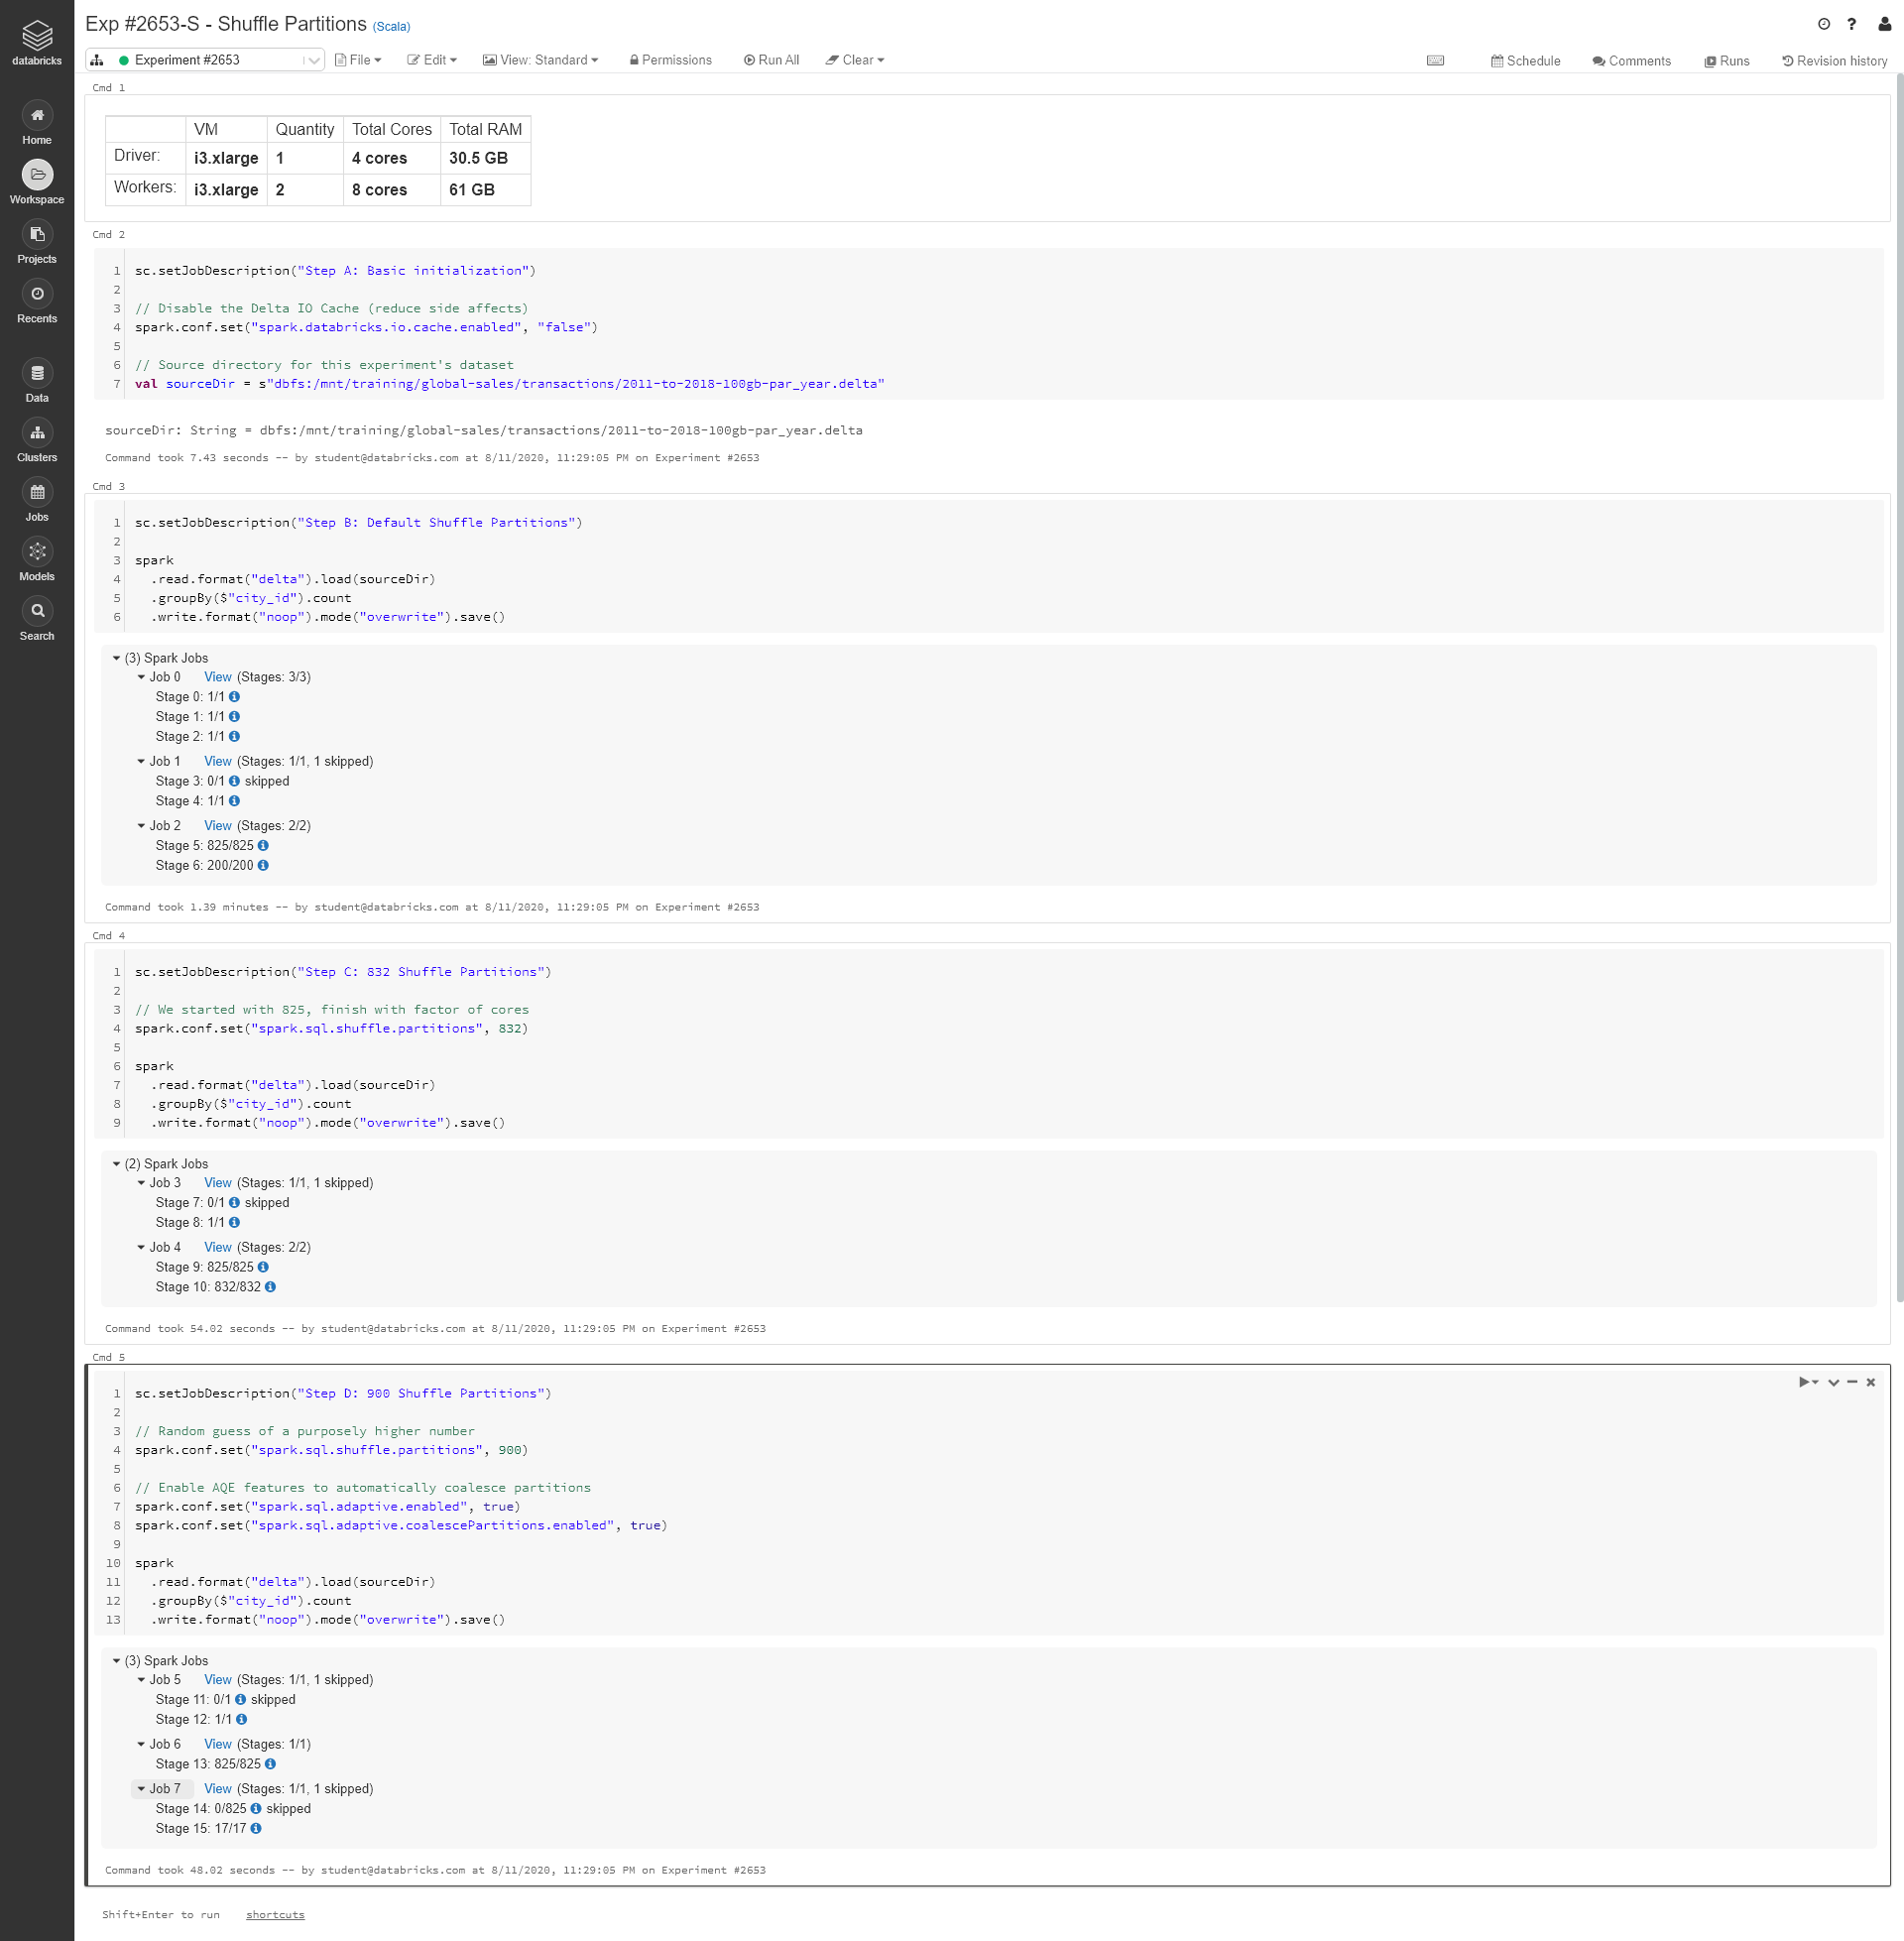 databricks
Home
Workspace
Projects
Recents
Data
Clusters
Jobs
Models
Search
Exp #2653-S - Shuffle Partitions (Scala)
Experiment #2653 File Edit View: Standard Permissions Run All Clear Schedule Comments Runs Revision history
Cmd 1
VM Quantity Total Cores Total RAM
Driver: i3.xlarge 1 4 cores 30.5 GB
Workers: i3.xlarge 2 8 cores 61 GB
Cmd 2
1 sc.setJobDescription("Step A: Basic initialization")
2
3 // Disable the Delta IO Cache (reduce side affects)
4 spark.conf.set("spark.databricks.io.cache.enabled", "false")
5
6 // Source directory for this experiment's dataset
7 val sourceDir = s"dbfs:/mnt/training/global-sales/transactions/2011-to-2018-100gb-par_year.delta"
sourceDir: String = dbfs:/mnt/training/global-sales/transactions/2011-to-2018-100gb-par_year.delta
Command took 7.43 seconds -- by student@databricks.com at 8/11/2020, 11:29:05 PM on Experiment #2653
Cmd 3
1 sc.setJobDescription("Step B: Default Shuffle Partitions")
2
3 spark
4 .read.format("delta").load(sourceDir)
5 .groupBy($"city_id").count
6 .write.format("noop").mode("overwrite").save()
(3) Spark Jobs
Job 0 View (Stages: 3/3)
Stage 0: 1/1
Stage 1: 1/1
Stage 2: 1/1
Job 1 View (Stages: 1/1, 1 skipped)
Stage 3: 0/1 skipped
Stage 4: 1/1
Job 2 View (Stages: 2/2)
Stage 5: 825/825
Stage 6: 200/200
Command took 1.39 minutes -- by student@databricks.com at 8/11/2020, 11:29:05 PM on Experiment #2653
Cmd 4
1 sc.setJobDescription("Step C: 832 Shuffle Partitions")
2
3 // We started with 825, finish with factor of cores
4 spark.conf.set("spark.sql.shuffle.partitions", 832)
5
6 spark
7 .read.format("delta").load(sourceDir)
8 .groupBy($"city_id").count
9 .write.format("noop").mode("overwrite").save()
(2) Spark Jobs
Job 3 View (Stages: 1/1, 1 skipped)
Stage 7: 0/1 skipped
Stage 8: 1/1
Job 4 View (Stages: 2/2)
Stage 9: 825/825
Stage 10: 832/832
Command took 54.02 seconds -- by student@databricks.com at 8/11/2020, 11:29:05 PM on Experiment #2653
Cmd 5
1 sc.setJobDescription("Step D: 900 Shuffle Partitions")
2
3 // Random guess of a purposely higher number
4 spark.conf.set("spark.sql.shuffle.partitions", 900)
5
6 // Enable AQE features to automatically coalesce partitions
7 spark.conf.set("spark.sql.adaptive.enabled", true)
8 spark.conf.set("spark.sql.adaptive.coalescePartitions.enabled", true)
9
10 spark
11 .read.format("delta").load(sourceDir)
12 .groupBy($"city_id").count
13 .write.format("noop").mode("overwrite").save()
(3) Spark Jobs
Job 5 View (Stages: 1/1, 1 skipped)
Stage 11: 0/1 skipped
Stage 12: 1/1
Job 6 View (Stages: 1/1)
Stage 13: 825/825
Job 7 View (Stages: 1/1, 1 skipped)
Stage 14: 0/825 skipped
Stage 15: 17/17
Command took 48.02 seconds -- by student@databricks.com at 8/11/2020, 11:29:05 PM on Experiment #2653
Shift+Enter to run shortcuts